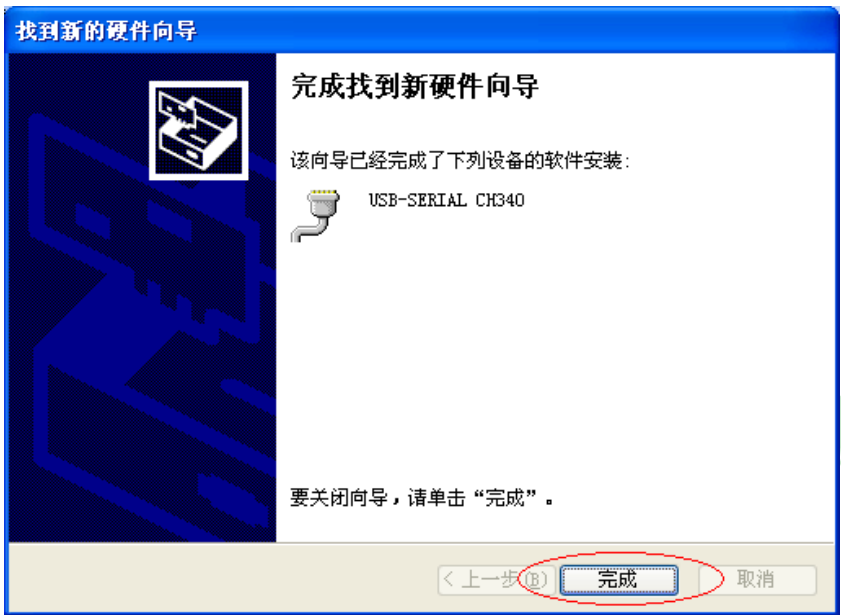 找到新的硬件向导
完成找到新硬件向导
该向导已经完成了下列设备的软件安装:
USB-SERIAL CH340
要关闭向导，请单击“完成”。
< 上一步(B) 完成 取消